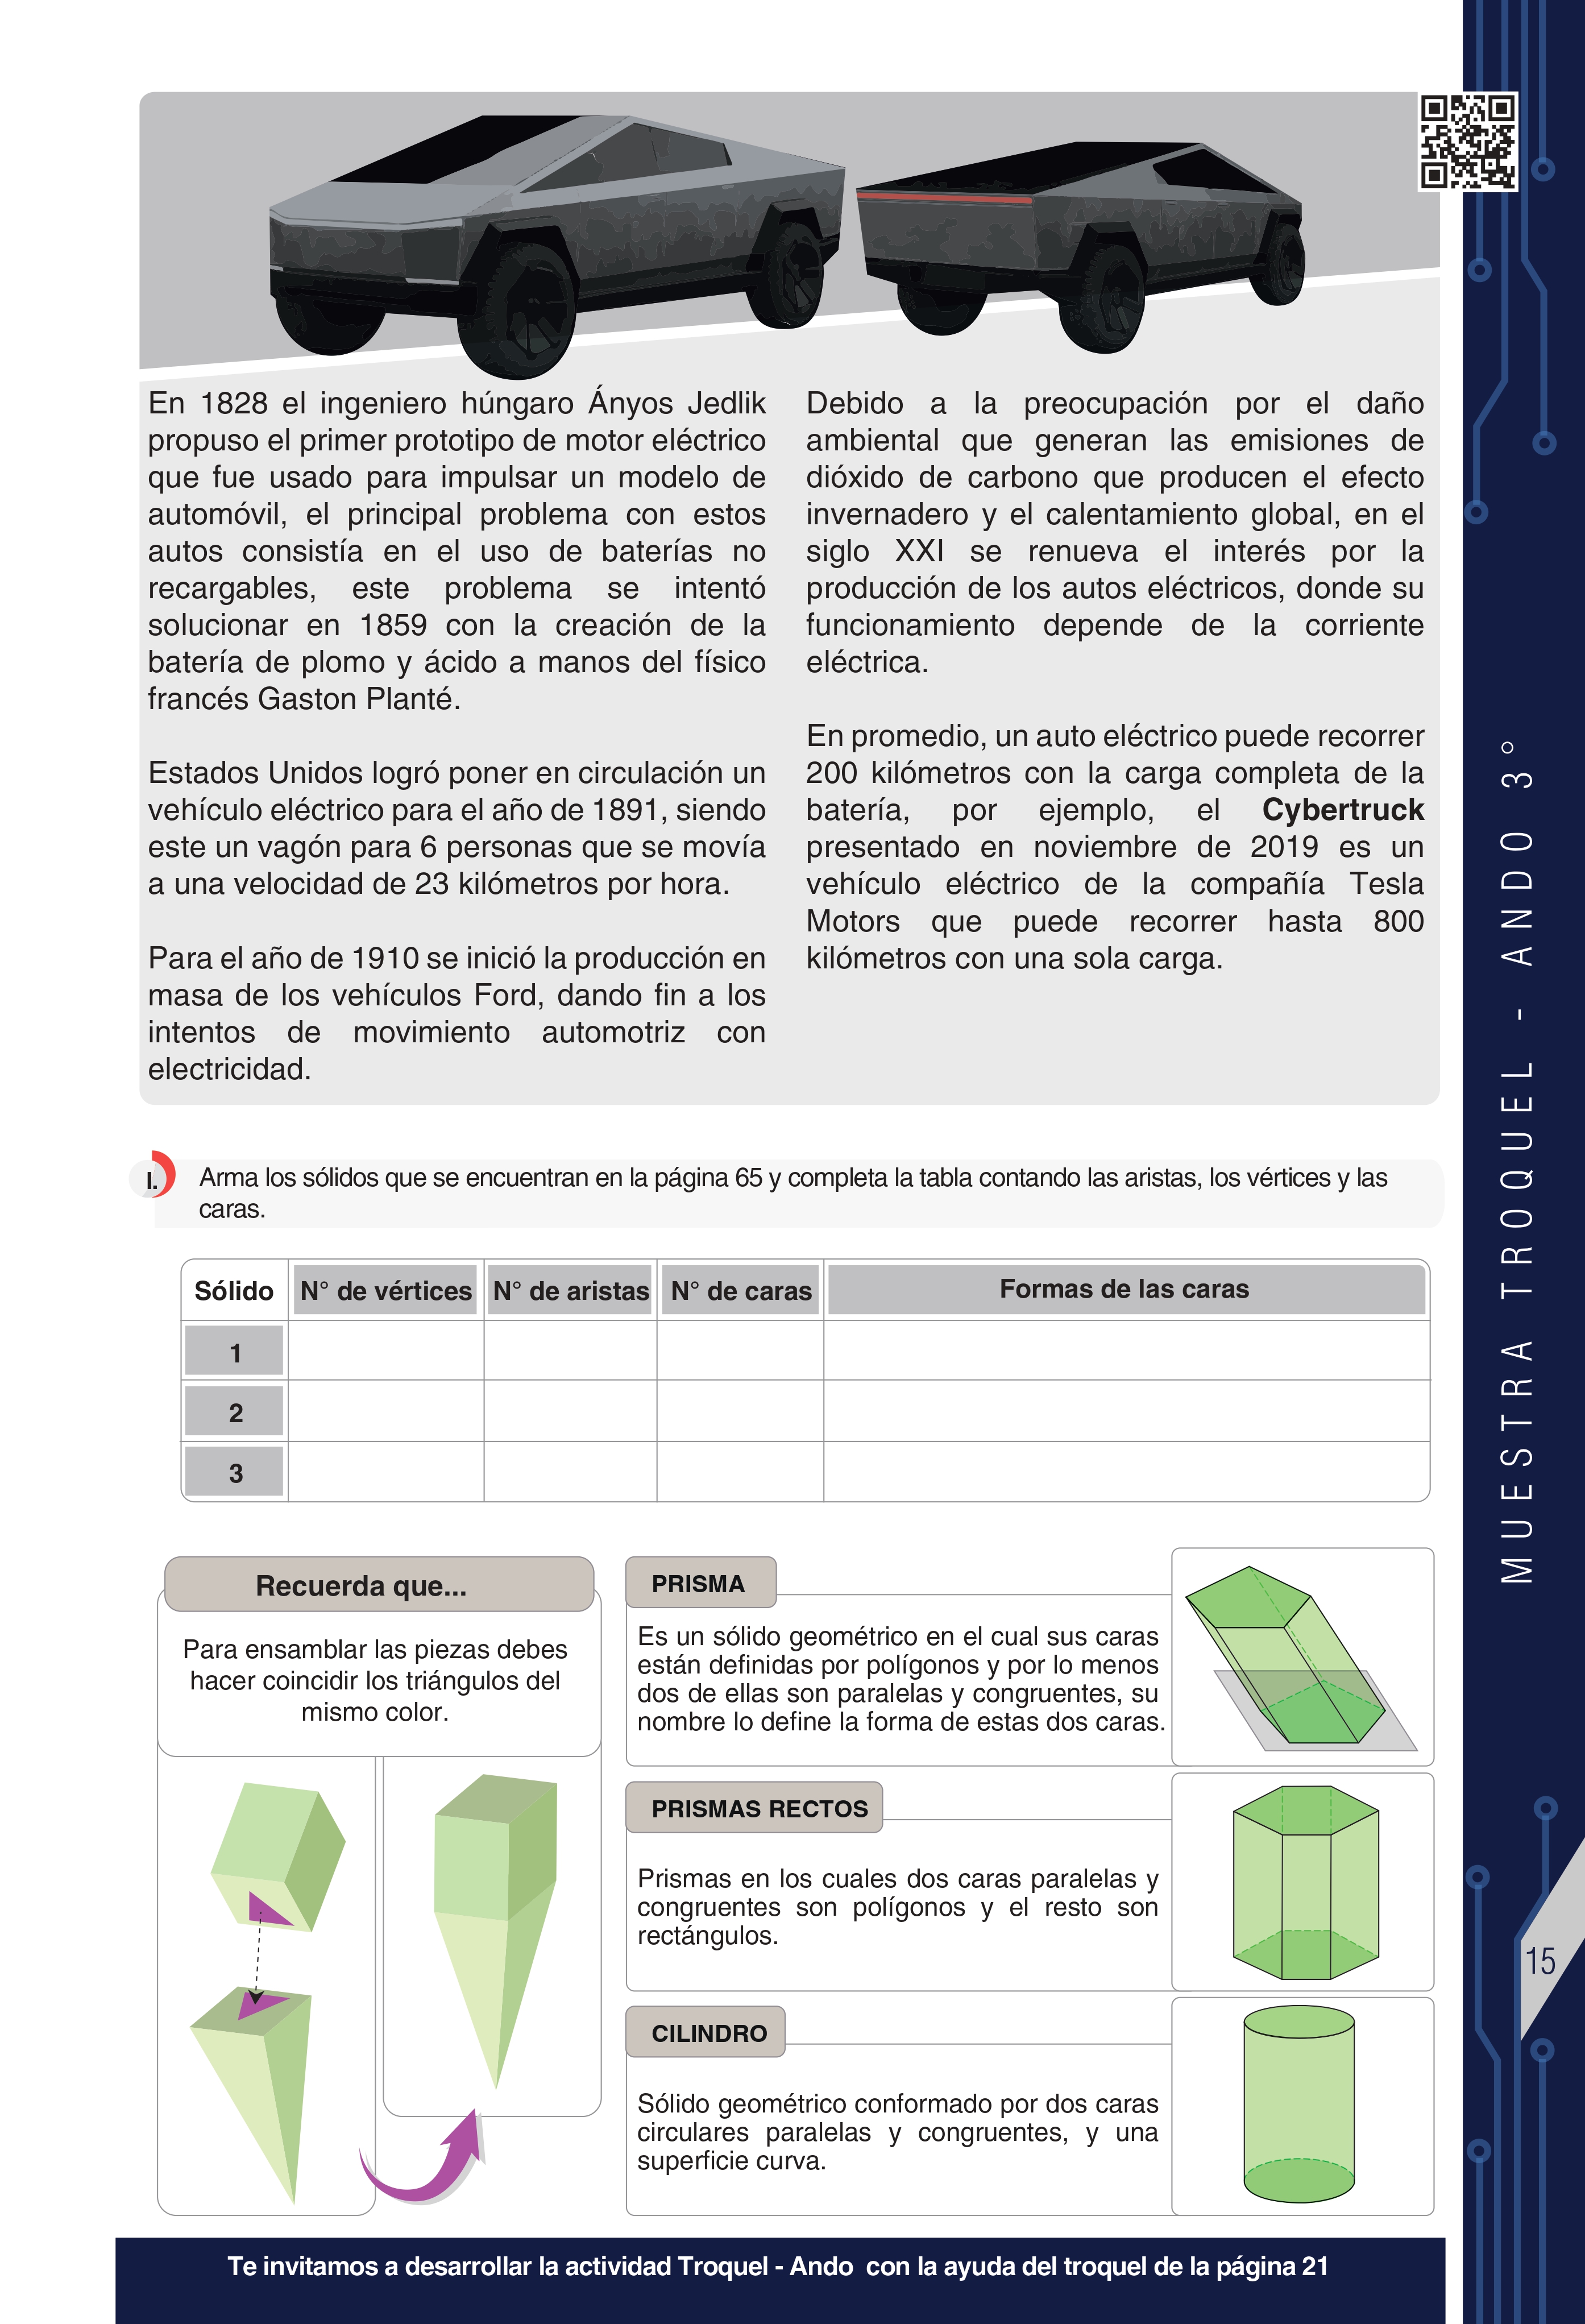 En 1828 el ingeniero húngaro Ányos Jedlik
propuso el primer prototipo de motor eléctrico
que fue usado para impulsar un modelo de
automóvil, el principal problema con estos
autos consistía en el uso de baterías no
recargables, este problema se intentó
solucionar en 1859 con la creación de la
batería de plomo y ácido a manos del físico
francés Gaston Planté.
Estados Unidos logró poner en circulación un
vehículo eléctrico para el año de 1891, siendo
este un vagón para 6 personas que se movía
a una velocidad de 23 kilómetros por hora.
Para el año de 1910 se inició la producción en
masa de los vehículos Ford, dando fin a los
intentos de movimiento automotriz con
electricidad.
Debido a la preocupación por el daño
ambiental que generan las emisiones de
dióxido de carbono que producen el efecto
invernadero y el calentamiento global, en el
siglo XXI se renueva el interés por la
producción de los autos eléctricos, donde su
funcionamiento depende de la corriente
eléctrica.
En promedio, un auto eléctrico puede recorrer
200 kilómetros con la carga completa de la
batería, por ejemplo, el Cybertruck
presentado en noviembre de 2019 es un
vehículo eléctrico de la compañía Tesla
Motors que puede recorrer hasta 800
kilómetros con una sola carga.
I. Arma los sólidos que se encuentran en la página 65 y completa la tabla contando las aristas, los vértices y las
caras.
Sólido N° de vértices N° de aristas N° de caras Formas de las caras
1
2
3
Recuerda que...
Para ensamblar las piezas debes
hacer coincidir los triángulos del
mismo color.
PRISMA
Es un sólido geométrico en el cual sus caras
están definidas por polígonos y por lo menos
dos de ellas son paralelas y congruentes, su
nombre lo define la forma de estas dos caras.
PRISMAS RECTOS
Prismas en los cuales dos caras paralelas y
congruentes son polígonos y el resto son
rectángulos.
CILINDRO
Sólido geométrico conformado por dos caras
circulares paralelas y congruentes, y una
superficie curva.
Te invitamos a desarrollar la actividad Troquel - Ando con la ayuda del troquel de la página 21
MUESTRA TROQUEL - ANDO 3°
15